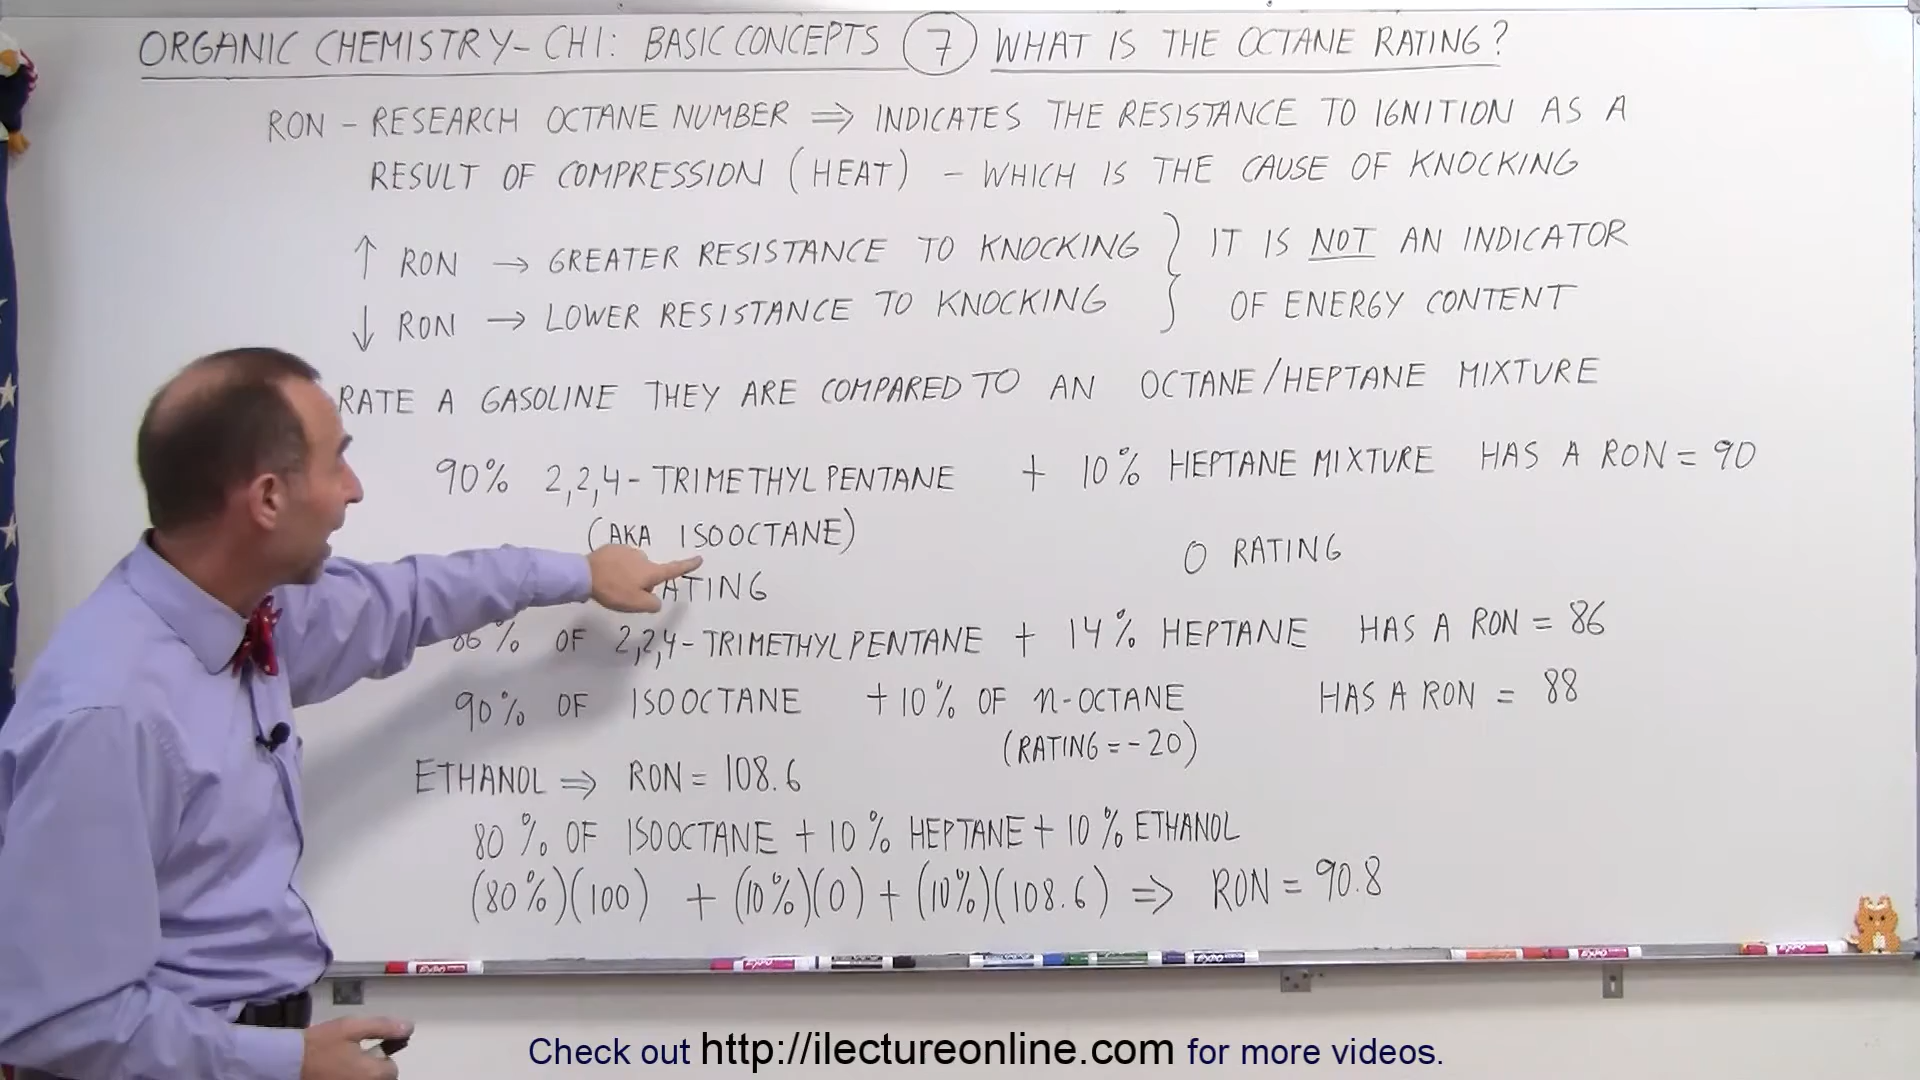 ORGANIC CHEMISTRY - CH1: BASIC CONCEPTS 7 WHAT IS THE OCTANE RATING?
RON - RESEARCH OCTANE NUMBER ⇒ INDICATES THE RESISTANCE TO IGNITION AS A
RESULT OF COMPRESSION (HEAT) - WHICH IS THE CAUSE OF KNOCKING
↑ RON → GREATER RESISTANCE TO KNOCKING } IT IS NOT AN INDICATOR
↓ RON → LOWER RESISTANCE TO KNOCKING OF ENERGY CONTENT
RATE A GASOLINE THEY ARE COMPARED TO AN OCTANE/HEPTANE MIXTURE
90% 2,2,4-TRIMETHYLPENTANE + 10% HEPTANE MIXTURE HAS A RON = 90
(AKA ISOOCTANE)
ATING 0 RATING
86% OF 2,2,4-TRIMETHYLPENTANE + 14% HEPTANE HAS A RON = 86
90% OF ISOOCTANE + 10% OF n-OCTANE HAS A RON = 88
(RATING = -20)
ETHANOL ⇒ RON = 108.6
80% OF ISOOCTANE + 10% HEPTANE + 10% ETHANOL
(80%)(100) + (10%)(0) + (10%)(108.6) ⇒ RON = 90.8
Check out http://ilectureonline.com for more videos.